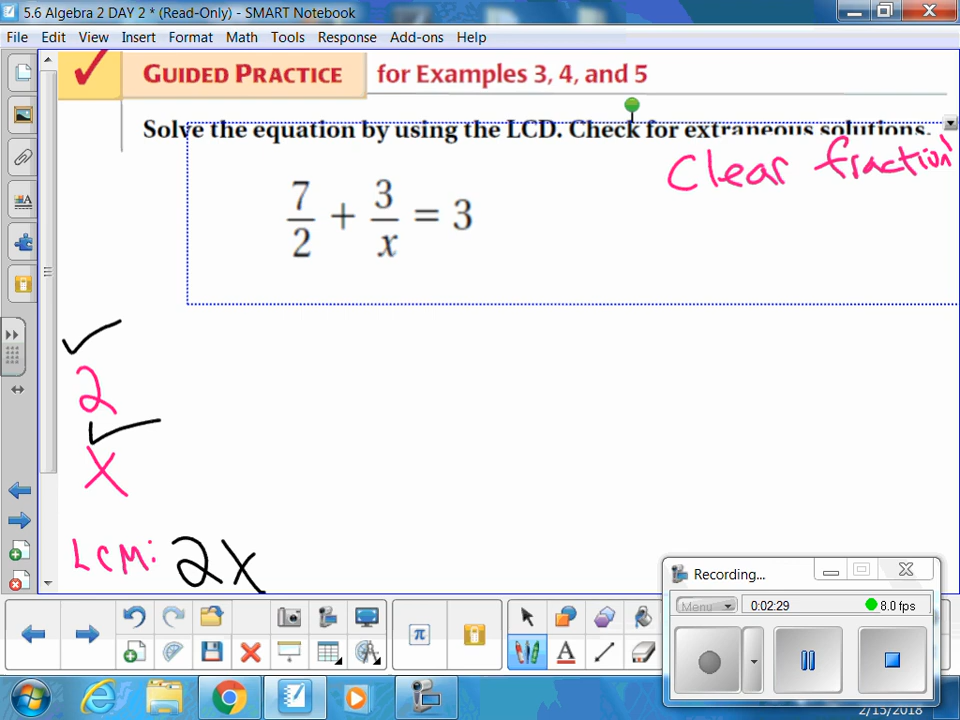 5.6 Algebra 2 DAY 2 * (Read-Only) - SMART Notebook
File Edit View Insert Format Math Tools Response Add-ons Help
GUIDED PRACTICE for Examples 3, 4, and 5
Solve the equation by using the LCD. Check for extraneous solutions.
Clear fraction
7/2 + 3/x = 3
2
x
LCM: 2x
Recording...
Menu 0:02:29 8.0 fps
π
A
2/15/2018